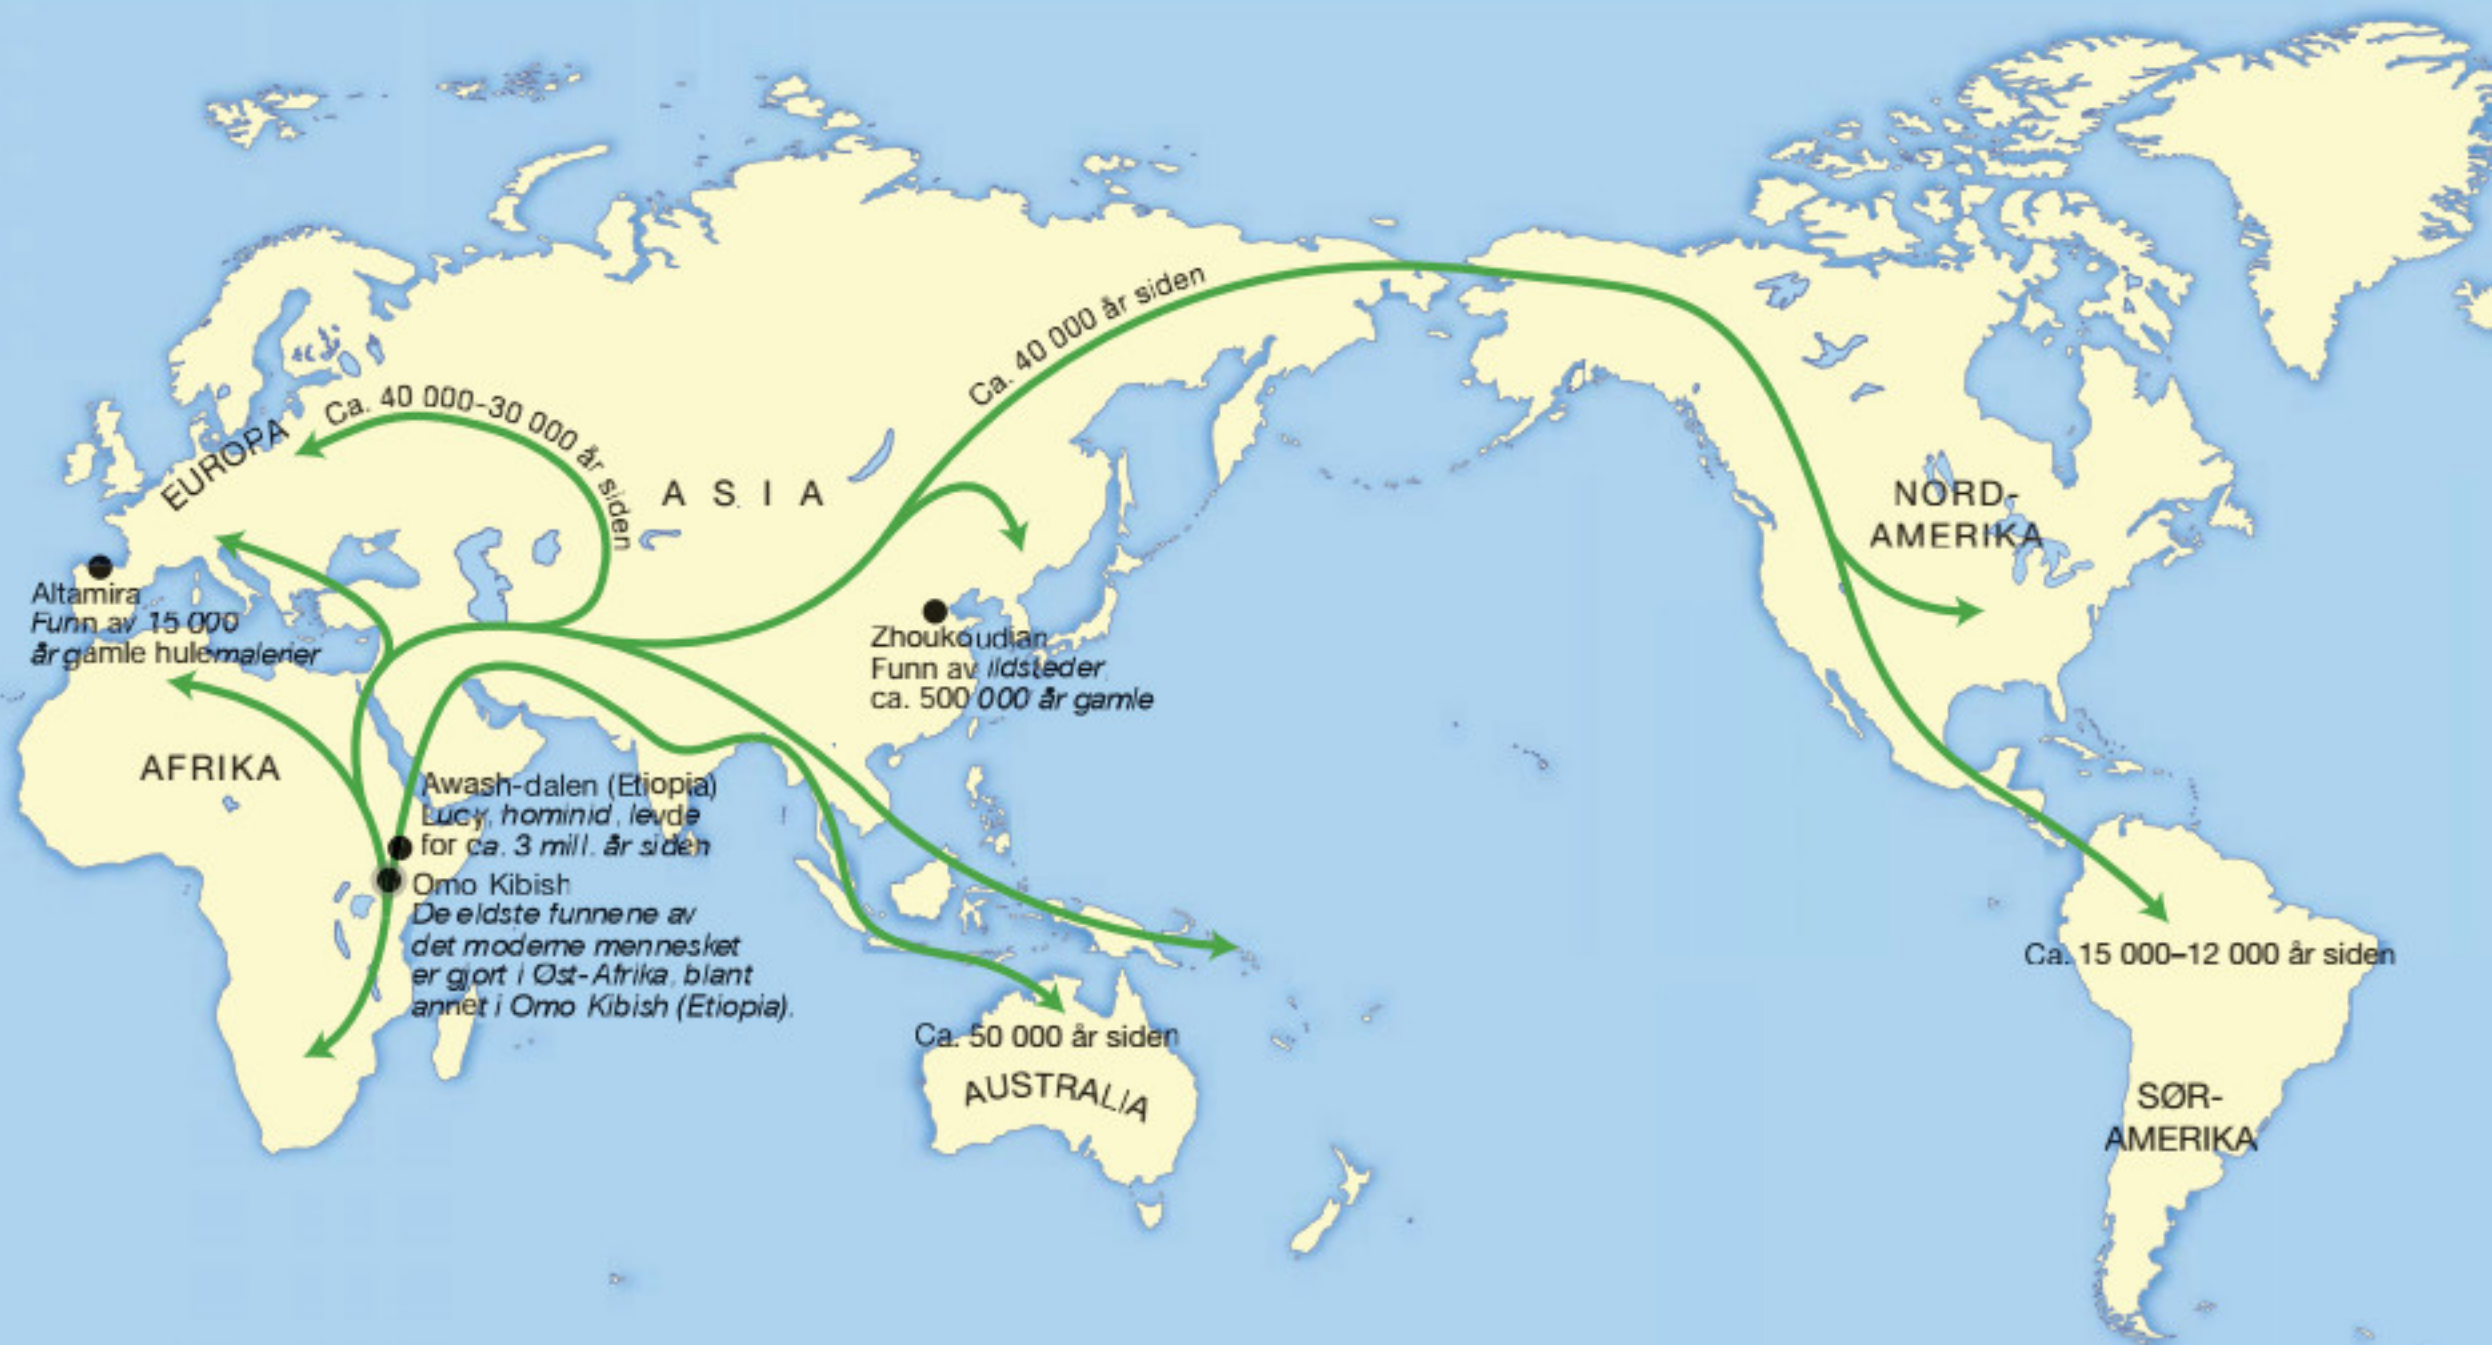 Ca. 40 000 år siden
Ca. 40 000-30 000 år siden
EUROPA
ASIA
NORD-
AMERIKA
Altamira
Funn av 15 000
år gamle hulemalerier
Zhoukoudian
Funn av ildsteder
ca. 500 000 år gamle
AFRIKA
Awash-dalen (Etiopia)
Lucy, hominid, levde
for ca. 3 mill. år siden
Omo Kibish
De eldste funnene av
det moderne mennesket
er gjort i Øst-Afrika, blant
annet i Omo Kibish (Etiopia).
Ca. 50 000 år siden
AUSTRALIA
Ca. 15 000–12 000 år siden
SØR-
AMERIKA